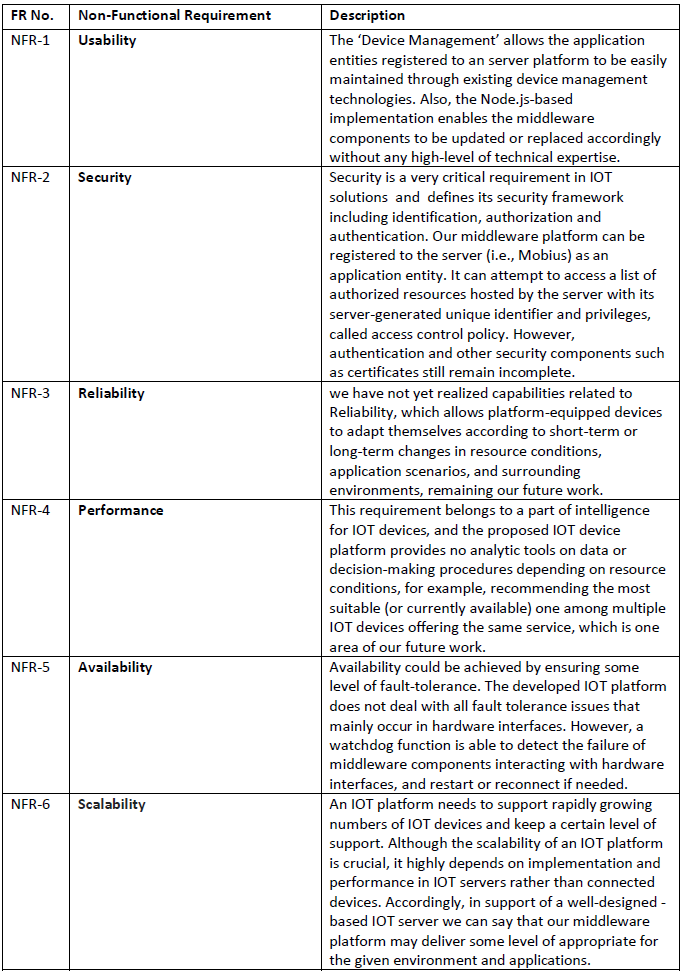 FR No. Non-Functional Requirement Description
NFR-1 Usability The ‘Device Management’ allows the application
entities registered to an server platform to be easily
maintained through existing device management
technologies. Also, the Node.js-based
implementation enables the middleware
components to be updated or replaced accordingly
without any high-level of technical expertise.
NFR-2 Security Security is a very critical requirement in IOT
solutions and defines its security framework
including identification, authorization and
authentication. Our middleware platform can be
registered to the server (i.e., Mobius) as an
application entity. It can attempt to access a list of
authorized resources hosted by the server with its
server-generated unique identifier and privileges,
called access control policy. However,
authentication and other security components such
as certificates still remain incomplete.
NFR-3 Reliability we have not yet realized capabilities related to
Reliability, which allows platform-equipped devices
to adapt themselves according to short-term or
long-term changes in resource conditions,
application scenarios, and surrounding
environments, remaining our future work.
NFR-4 Performance This requirement belongs to a part of intelligence
for IOT devices, and the proposed IOT device
platform provides no analytic tools on data or
decision-making procedures depending on resource
conditions, for example, recommending the most
suitable (or currently available) one among multiple
IOT devices offering the same service, which is one
area of our future work.
NFR-5 Availability Availability could be achieved by ensuring some
level of fault-tolerance. The developed IOT platform
does not deal with all fault tolerance issues that
mainly occur in hardware interfaces. However, a
watchdog function is able to detect the failure of
middleware components interacting with hardware
interfaces, and restart or reconnect if needed.
NFR-6 Scalability An IOT platform needs to support rapidly growing
numbers of IOT devices and keep a certain level of
support. Although the scalability of an IOT platform
is crucial, it highly depends on implementation and
performance in IOT servers rather than connected
devices. Accordingly, in support of a well-designed -
based IOT server we can say that our middleware
platform may deliver some level of appropriate for
the given environment and applications.